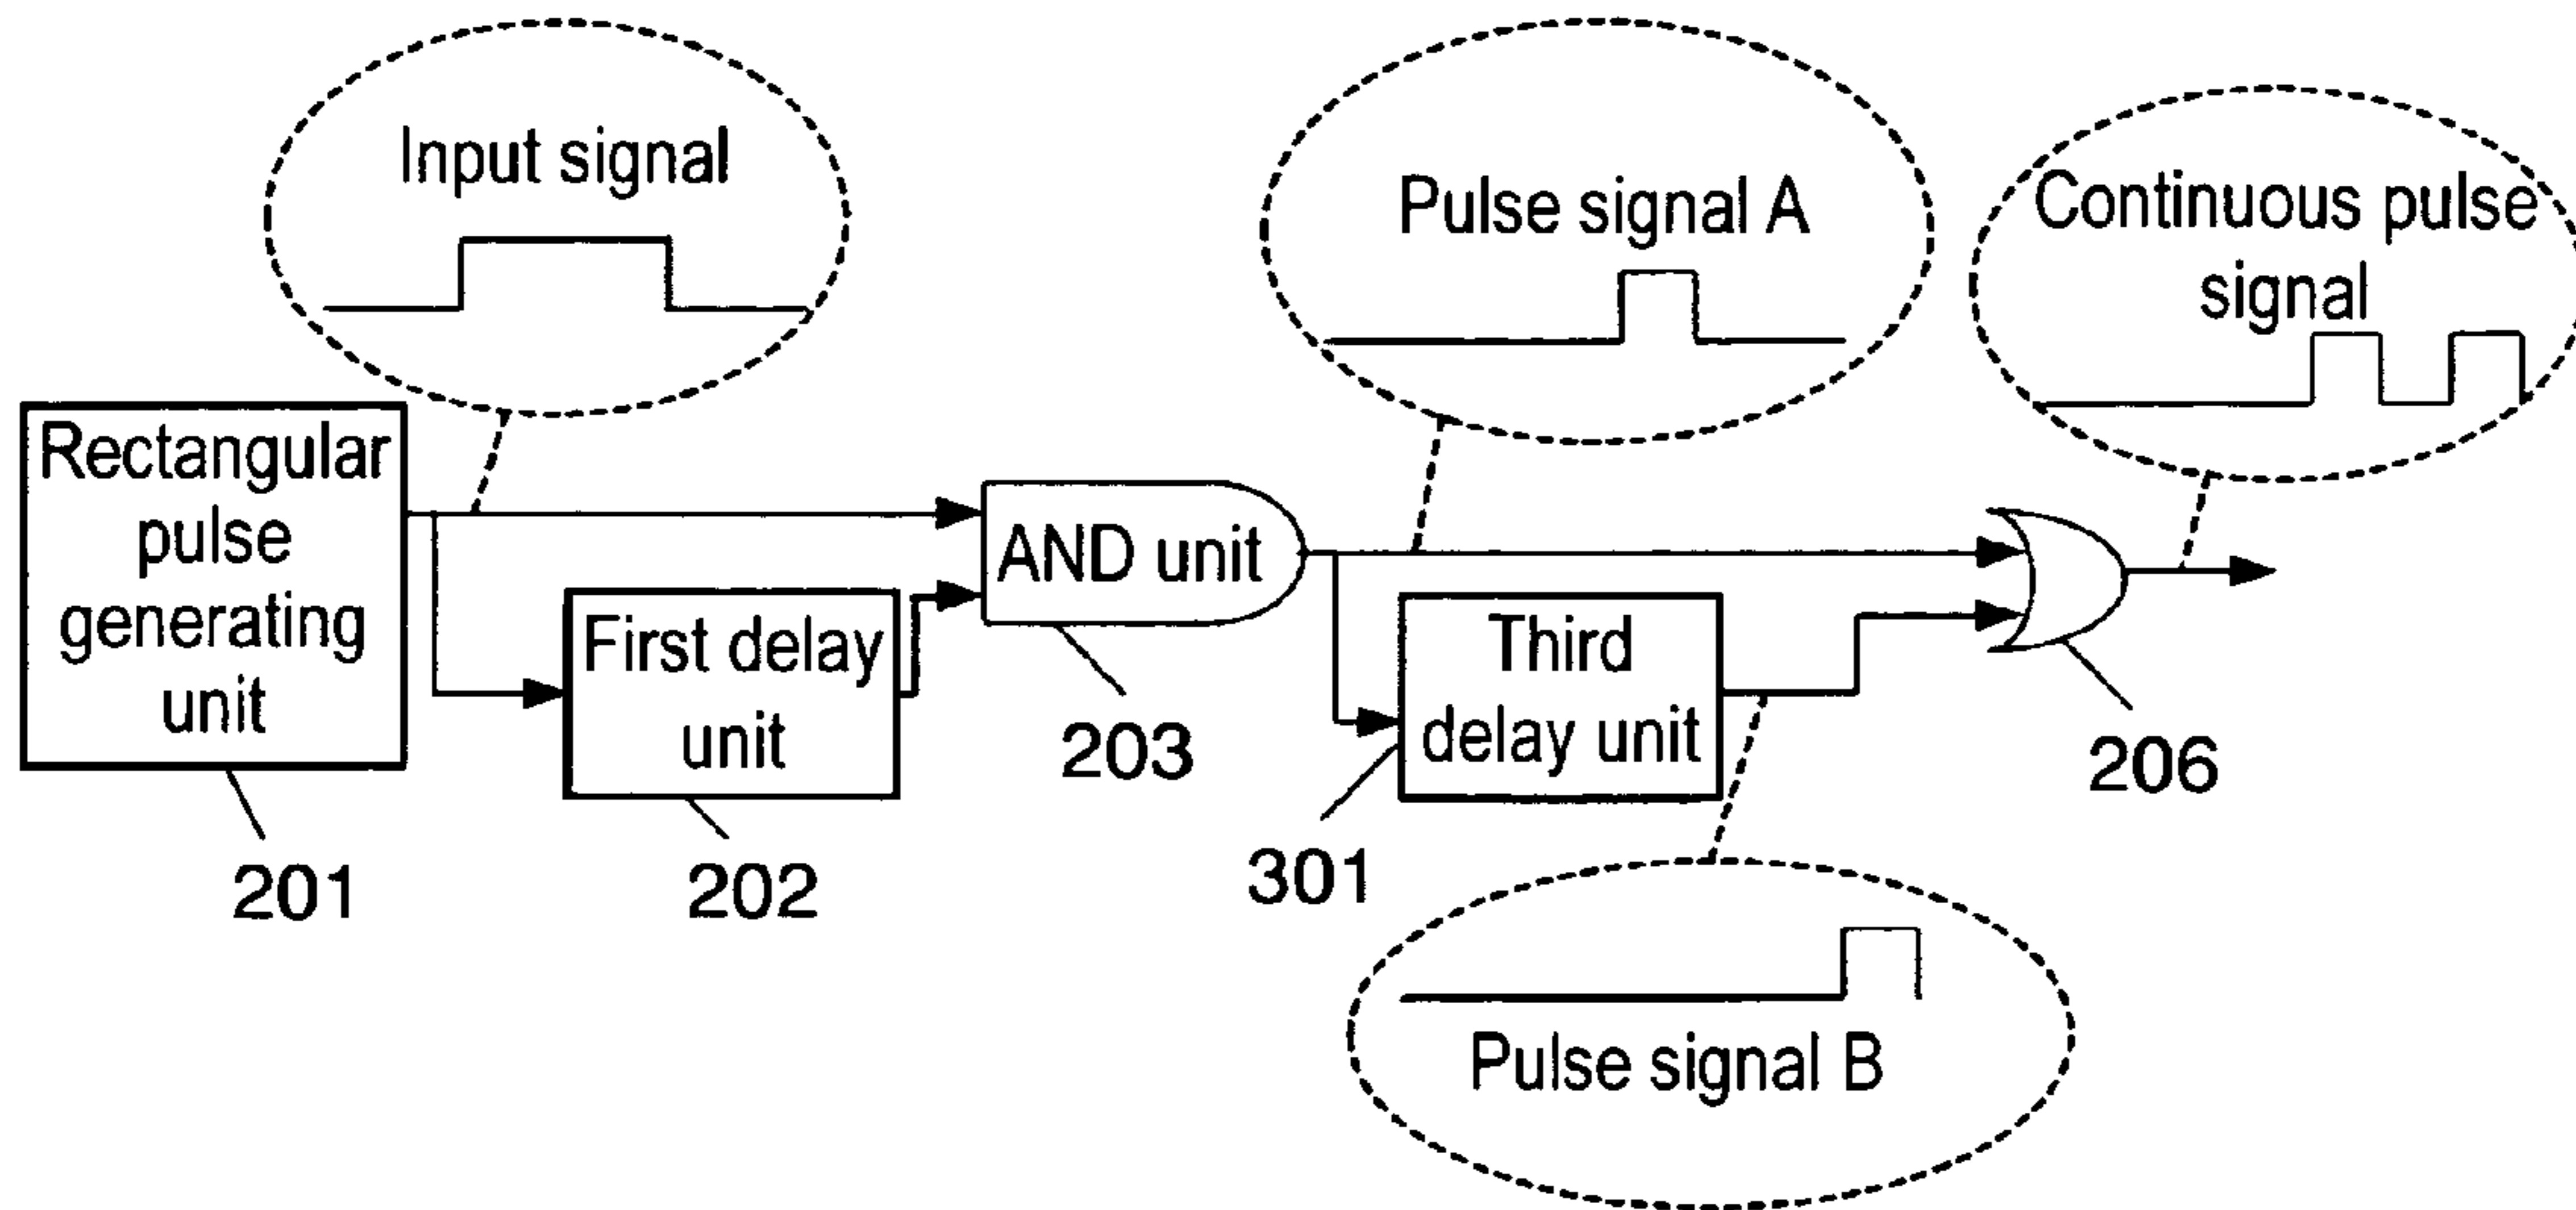 Input signal
Pulse signal A
Continuous pulse
signal
Rectangular
pulse
generating
unit
AND unit
First delay
unit
Third
delay unit
203
206
301
201
202
Pulse signal B